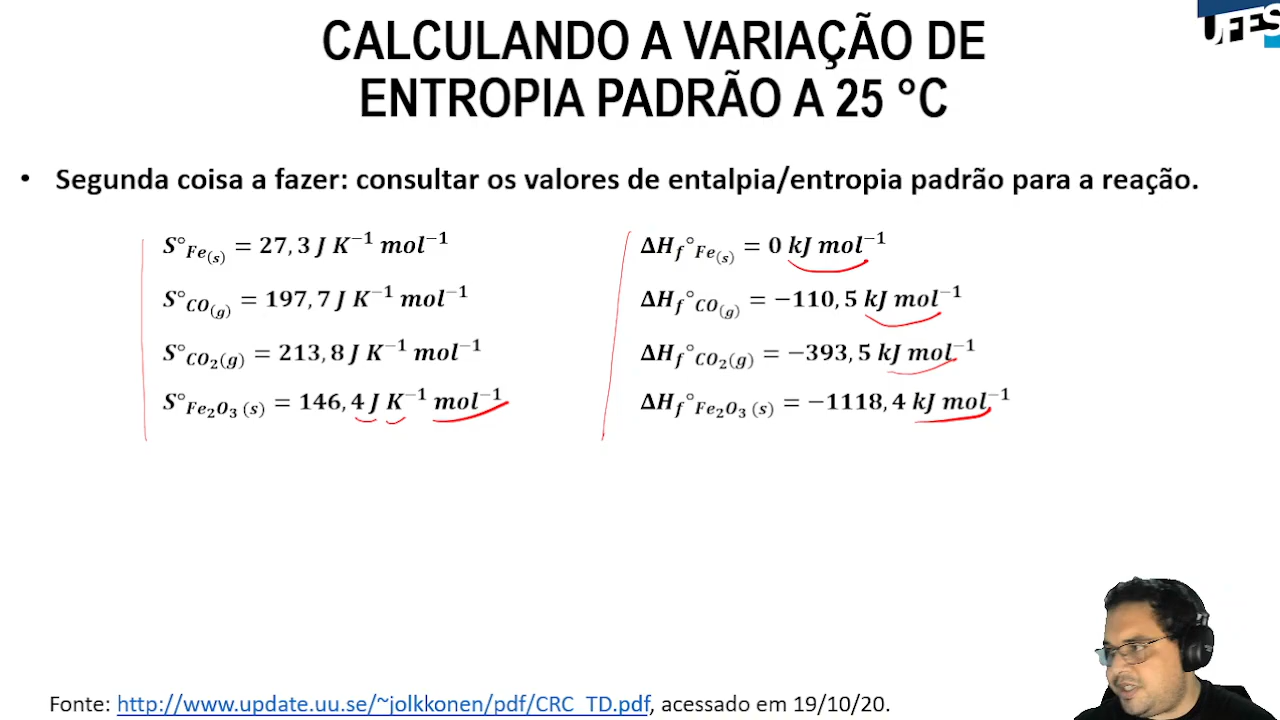 UFES
CALCULANDO A VARIAÇÃO DE
ENTROPIA PADRÃO A 25 °C
• Segunda coisa a fazer: consultar os valores de entalpia/entropia padrão para a reação.
S°Fe(s) = 27,3 J K⁻¹ mol⁻¹
S°CO(g) = 197,7 J K⁻¹ mol⁻¹
S°CO₂(g) = 213,8 J K⁻¹ mol⁻¹
S°Fe₂O₃ (s) = 146,4 J K⁻¹ mol⁻¹
ΔHf°Fe(s) = 0 kJ mol⁻¹
ΔHf°CO(g) = −110,5 kJ mol⁻¹
ΔHf°CO₂(g) = −393,5 kJ mol⁻¹
ΔHf°Fe₂O₃ (s) = −1118,4 kJ mol⁻¹
Fonte: http://www.update.uu.se/~jolkkonen/pdf/CRC_TD.pdf, acessado em 19/10/20.